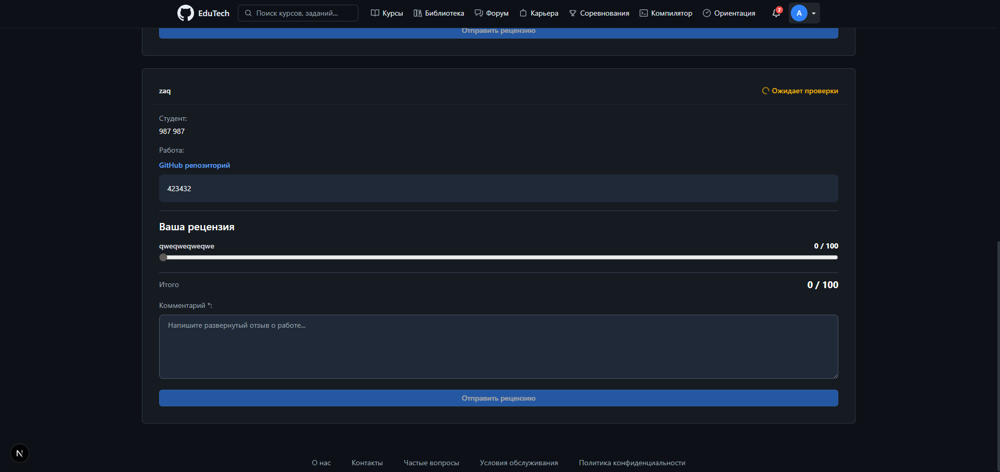 EduTech
Поиск курсов, заданий...
Курсы
Библиотека
Форум
Карьера
Соревнования
Компилятор
Ориентация
7
A
Отправить рецензию
zaq
Ожидает проверки
Студент:
987 987
Работа:
GitHub репозиторий
423432
Ваша рецензия
qweqweqweqwe
0 / 100
Итого
0 / 100
Комментарий *:
Напишите развернутый отзыв о работе...
Отправить рецензию
N
О нас
Контакты
Частые вопросы
Условия обслуживания
Политика конфиденциальности